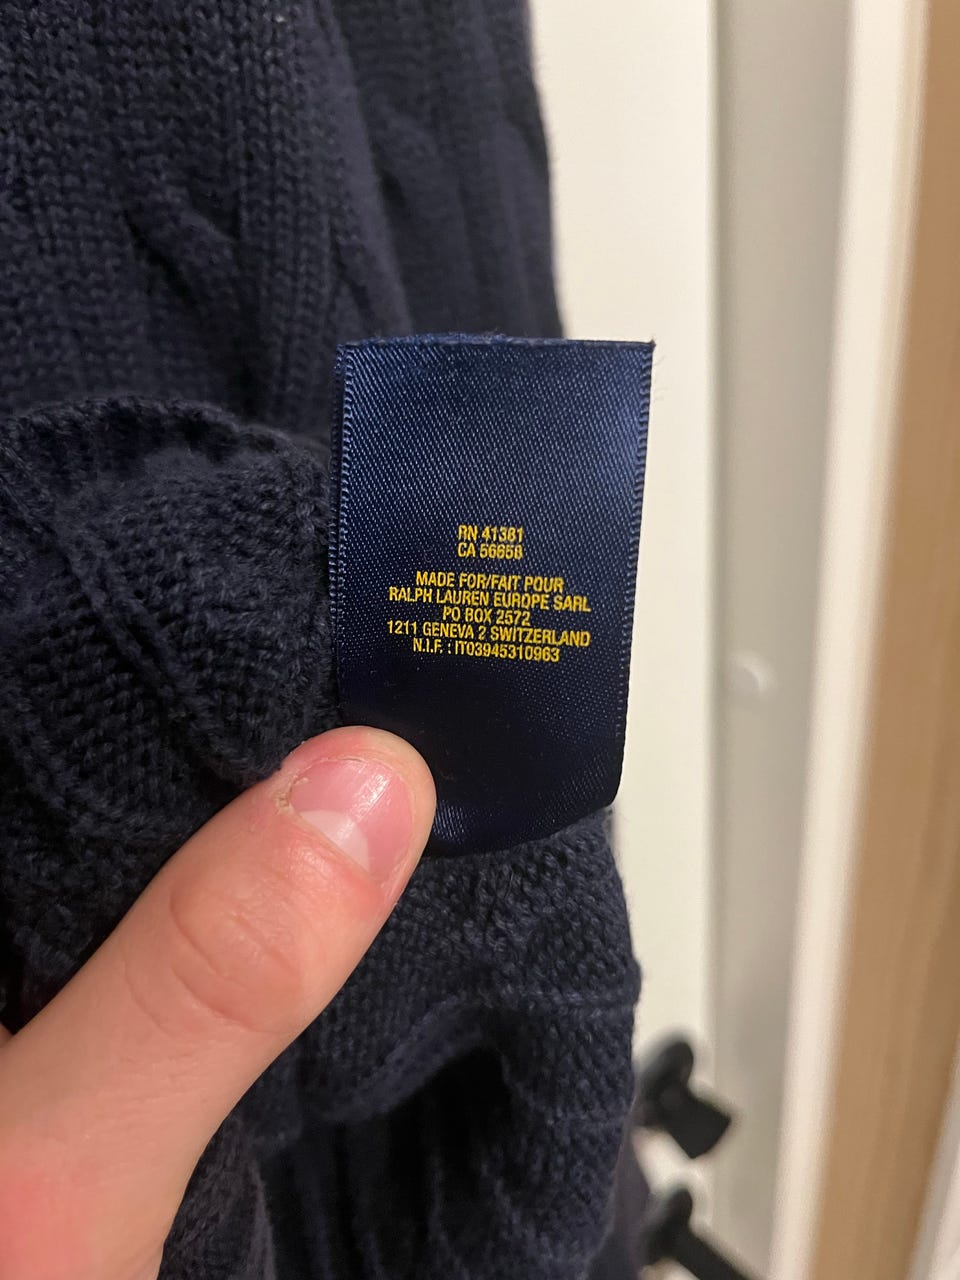 RN 41381
CA 56658
MADE FOR/FAIT POUR
RALPH LAUREN EUROPE SARL
PO BOX 2572
1211 GENEVA 2 SWITZERLAND
N.I.F. : IT03945310963